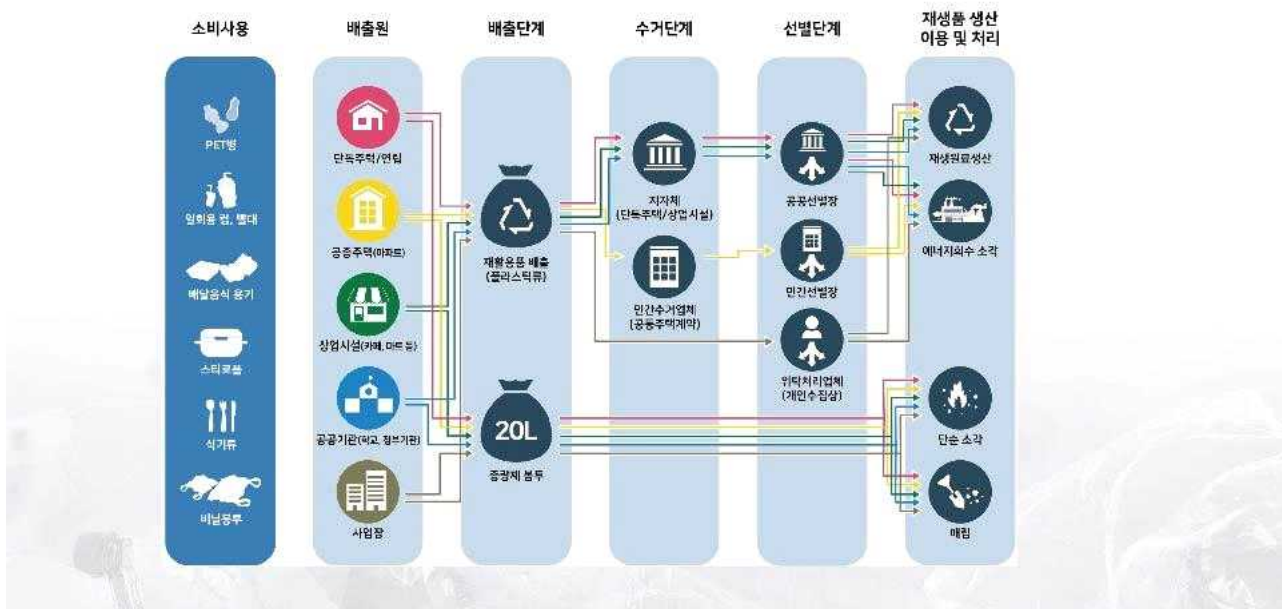 소비사용
배출원
배출단계
수거단계
선별단계
재생품 생산
이용 및 처리
PET병
일회용 컵, 빨대
배달음식 용기
스티로폼
식기류
비닐봉투
단독주택/연립
공증주택(아파트)
상업시설(카페, 마트 등)
공공기관(학교, 정부기관)
사업장
재활용품 배출
(플라스틱류)
20L
종량제 봉투
지자체
(단독주택/상업시설)
민간수거업체
(공동주택계약)
공공선별장
민간선별장
위탁처리업체
(개인수집상)
재생원료생산
에너지회수 소각
단순 소각
매립